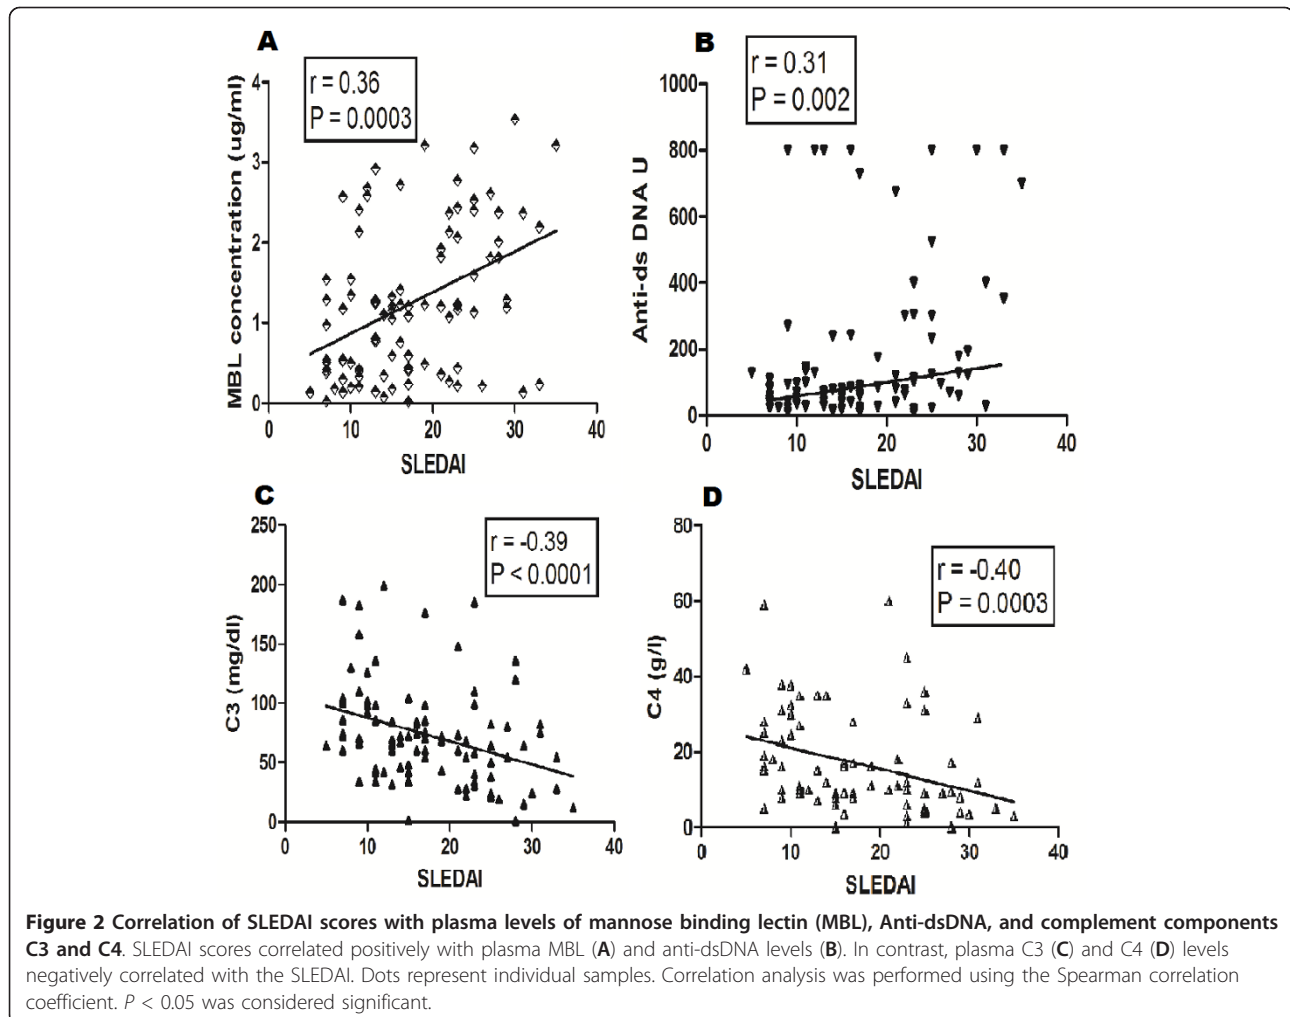 A
r = 0.36
P = 0.0003
MBL concentration (ug/ml)
4
3
2
1
0
0 10 20 30 40
SLEDAI
B
r = 0.31
P = 0.002
Anti-ds DNA U
1000
800
600
400
200
0
0 10 20 30 40
SLEDAI
C
r = -0.39
P < 0.0001
C3 (mg/dl)
250
200
150
100
50
0
0 10 20 30 40
SLEDAI
D
r = -0.40
P = 0.0003
C4 (g/l)
80
60
40
20
0
0 10 20 30 40
SLEDAI
Figure 2 Correlation of SLEDAI scores with plasma levels of mannose binding lectin (MBL), Anti-dsDNA, and complement components
C3 and C4. SLEDAI scores correlated positively with plasma MBL (A) and anti-dsDNA levels (B). In contrast, plasma C3 (C) and C4 (D) levels
negatively correlated with the SLEDAI. Dots represent individual samples. Correlation analysis was performed using the Spearman correlation
coefficient. P < 0.05 was considered significant.